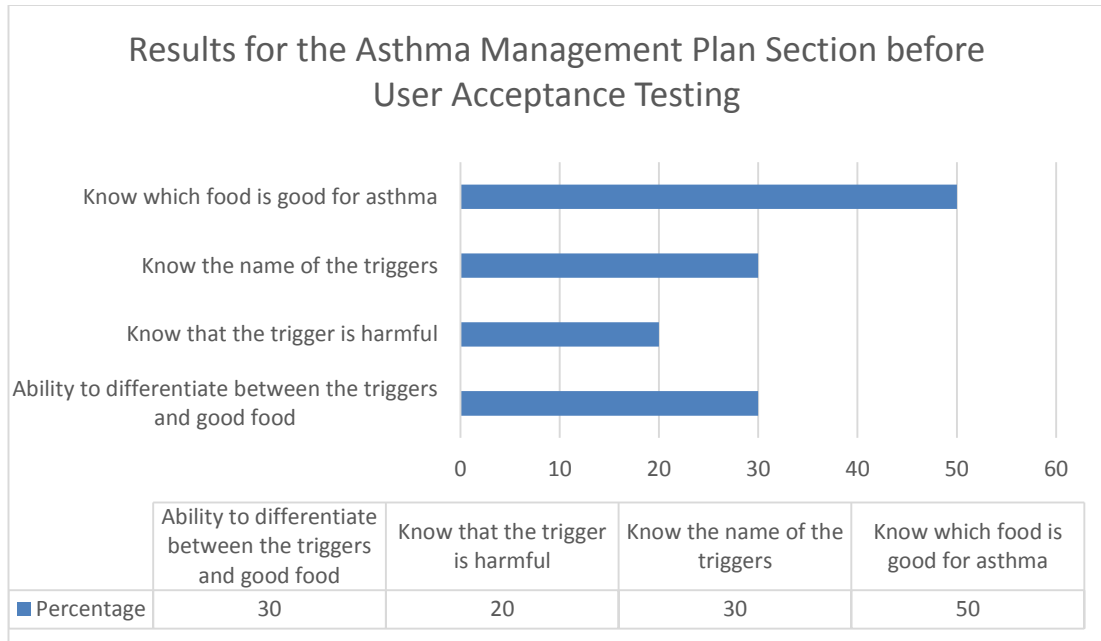 Results for the Asthma Management Plan Section before
User Acceptance Testing
Know which food is good for asthma
Know the name of the triggers
Know that the trigger is harmful
Ability to differentiate between the triggers
and good food
0 10 20 30 40 50 60
Ability to differentiate
between the triggers
and good food
Know that the trigger
is harmful
Know the name of the
triggers
Know which food is
good for asthma
Percentage 30 20 30 50